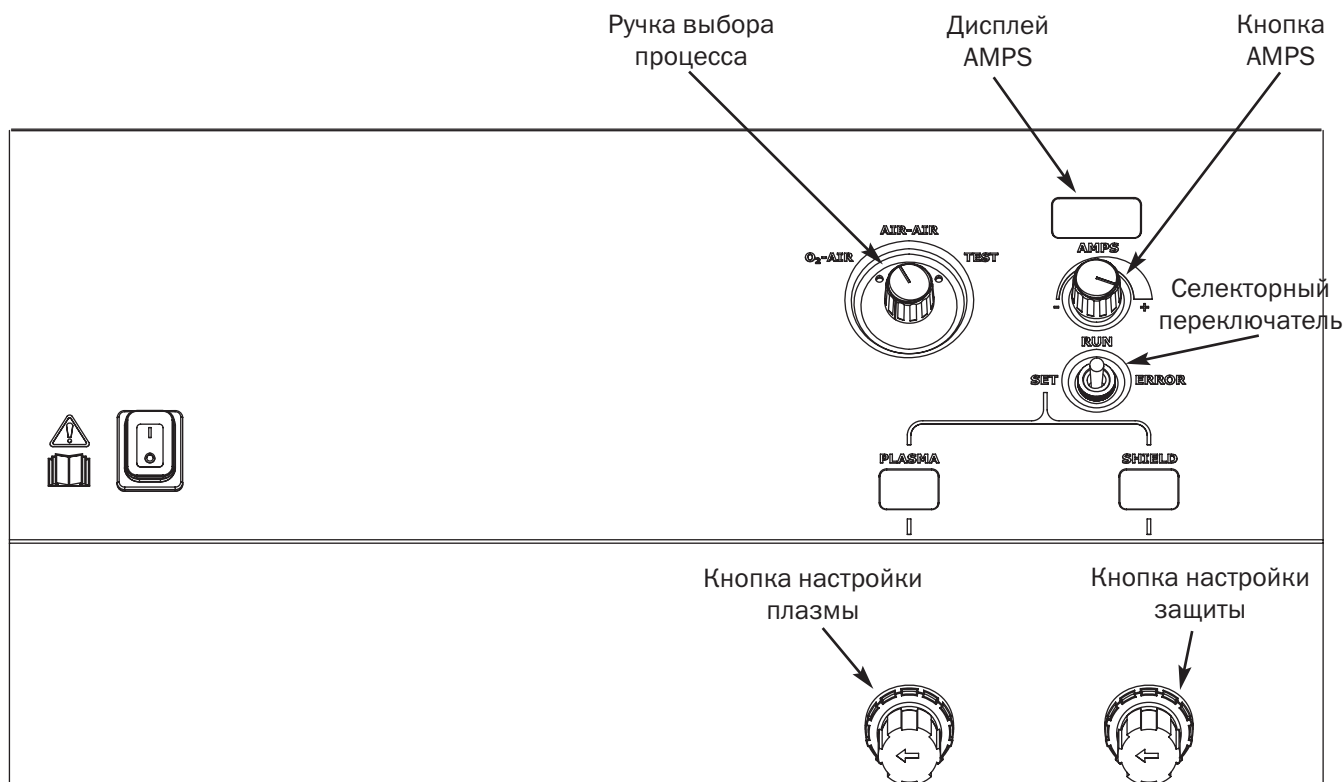 Ручка выбора
процесса
Дисплей
AMPS
Кнопка
AMPS
AIR-AIR
O₂-AIR
TEST
AMPS
- +
Селекторный
переключатель
RUN
SET
ERROR
PLASMA
SHIELD
Кнопка настройки
плазмы
Кнопка настройки
защиты